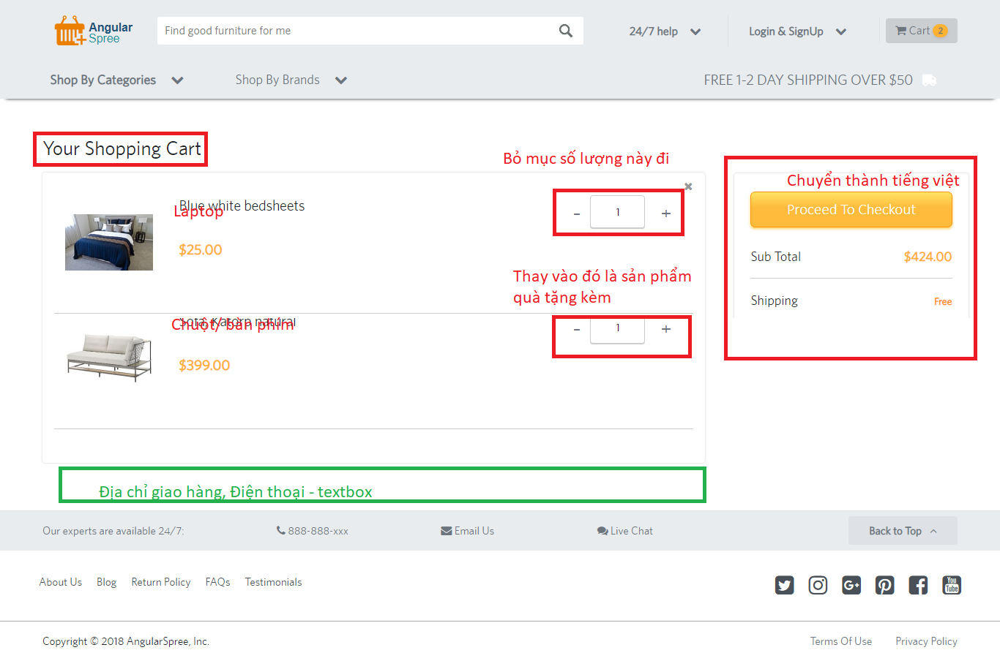 Angular
Spree
Find good furniture for me
24/7 help
Login & SignUp
Cart 2
Shop By Categories
Shop By Brands
FREE 1-2 DAY SHIPPING OVER $50
Your Shopping Cart
Bỏ mục số lượng này đi
Chuyển thành tiếng việt
Blue white bedsheets
Laptop
- 1 +
Proceed To Checkout
$25.00
Sub Total $424.00
Thay vào đó là sản phẩm
quà tặng kèm
Shipping Free
Sofa, Katorn natural
Chuột/ bàn phím
- 1 +
$399.00
Địa chỉ giao hàng, Điện thoại - textbox
Our experts are available 24/7:
888-888-xxx
Email Us
Live Chat
Back to Top
About Us
Blog
Return Policy
FAQs
Testimonials
G+
You
Tube
Copyright © 2018 AngularSpree, Inc.
Terms Of Use
Privacy Policy